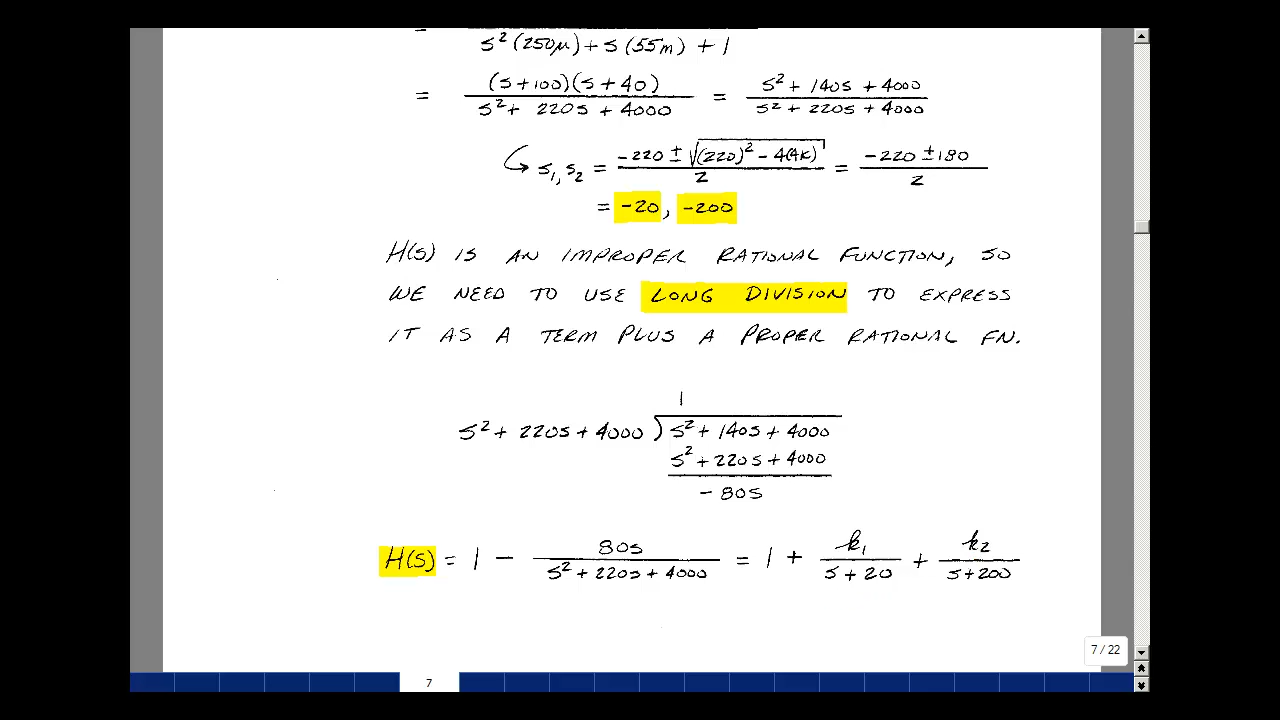 =
s² (250μ) + s (55m) + 1
= (s+100)(s+40) / s² + 220s + 4000 = s² + 140s + 4000 / s² + 220s + 4000
s₁, s₂ = -220 ± √(220)² - 4(4k) / 2 = -220 ± 180 / 2
= -20, -200
H(s) IS AN IMPROPER RATIONAL FUNCTION, SO
WE NEED TO USE LONG DIVISION TO EXPRESS
IT AS A TERM PLUS A PROPER RATIONAL FN.
1
s² + 220s + 4000 ) s² + 140s + 4000
s² + 220s + 4000
- 80s
H(s) = 1 - 80s / s² + 220s + 4000 = 1 + k₁ / s + 20 + k₂ / s + 200
7 / 22
7